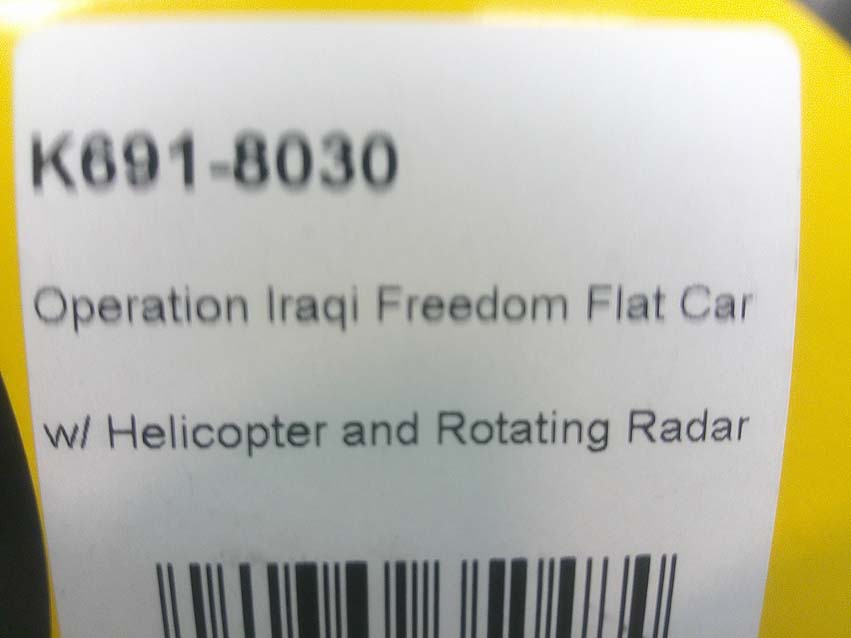 K691-8030
Operation Iraqi Freedom Flat Car
w/ Helicopter and Rotating Radar